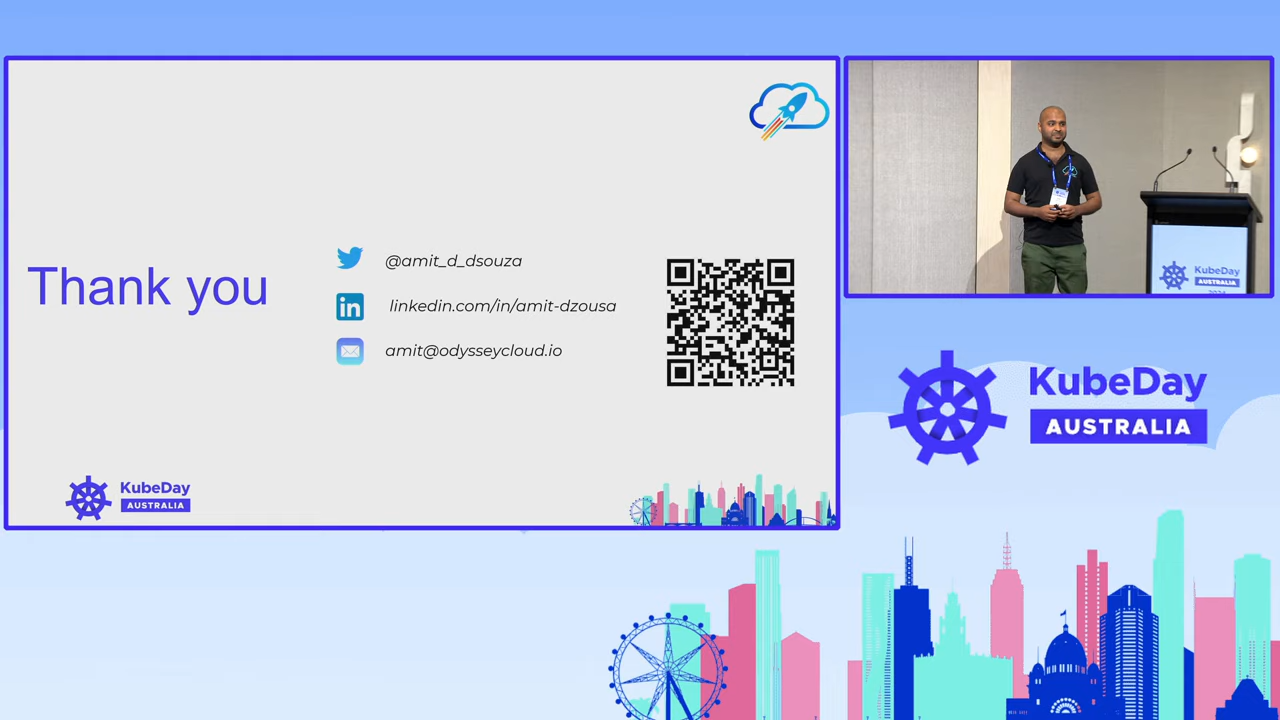 Thank you
@amit_d_dsouza
linkedin.com/in/amit-dzousa
amit@odysseycloud.io
KubeDay
AUSTRALIA
KubeDay
AUSTRALIA
KubeDay
AUSTRALIA